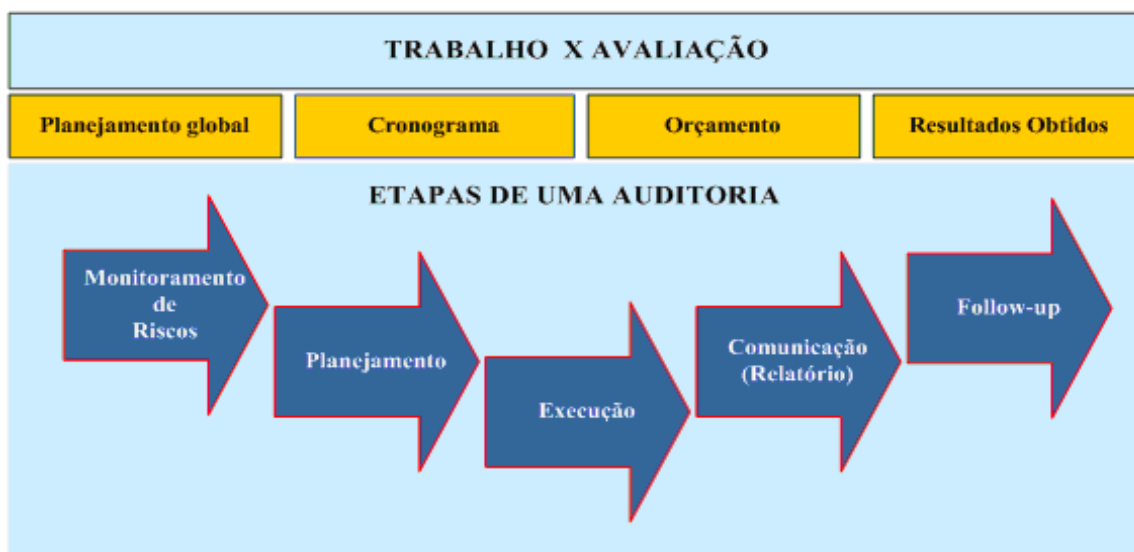 TRABALHO X AVALIAÇÃO
Planejamento global
Cronograma
Orçamento
Resultados Obtidos
ETAPAS DE UMA AUDITORIA
Monitoramento
de
Riscos
Planejamento
Execução
Comunicação
(Relatório)
Follow-up